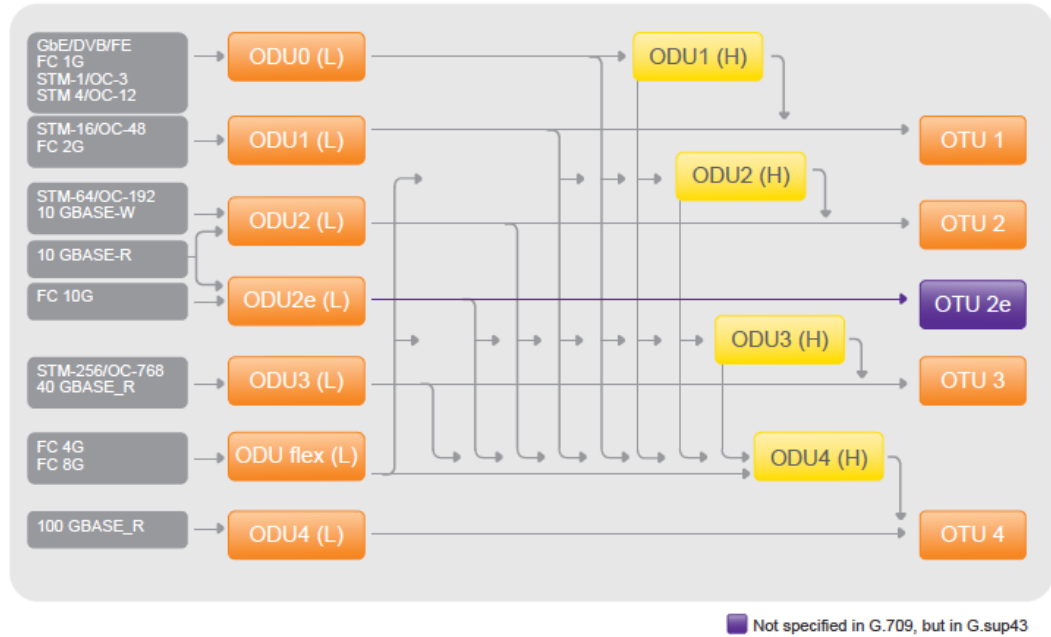 GbE/DVB/FE
FC 1G
STM-1/OC-3
STM 4/OC-12
ODU0 (L)
ODU1 (H)
STM-16/OC-48
FC 2G
ODU1 (L)
OTU 1
ODU2 (H)
STM-64/OC-192
10 GBASE-W
ODU2 (L)
OTU 2
10 GBASE-R
FC 10G
ODU2e (L)
OTU 2e
ODU3 (H)
STM-256/OC-768
40 GBASE_R
ODU3 (L)
OTU 3
FC 4G
FC 8G
ODU flex (L)
ODU4 (H)
100 GBASE_R
ODU4 (L)
OTU 4
Not specified in G.709, but in G.sup43